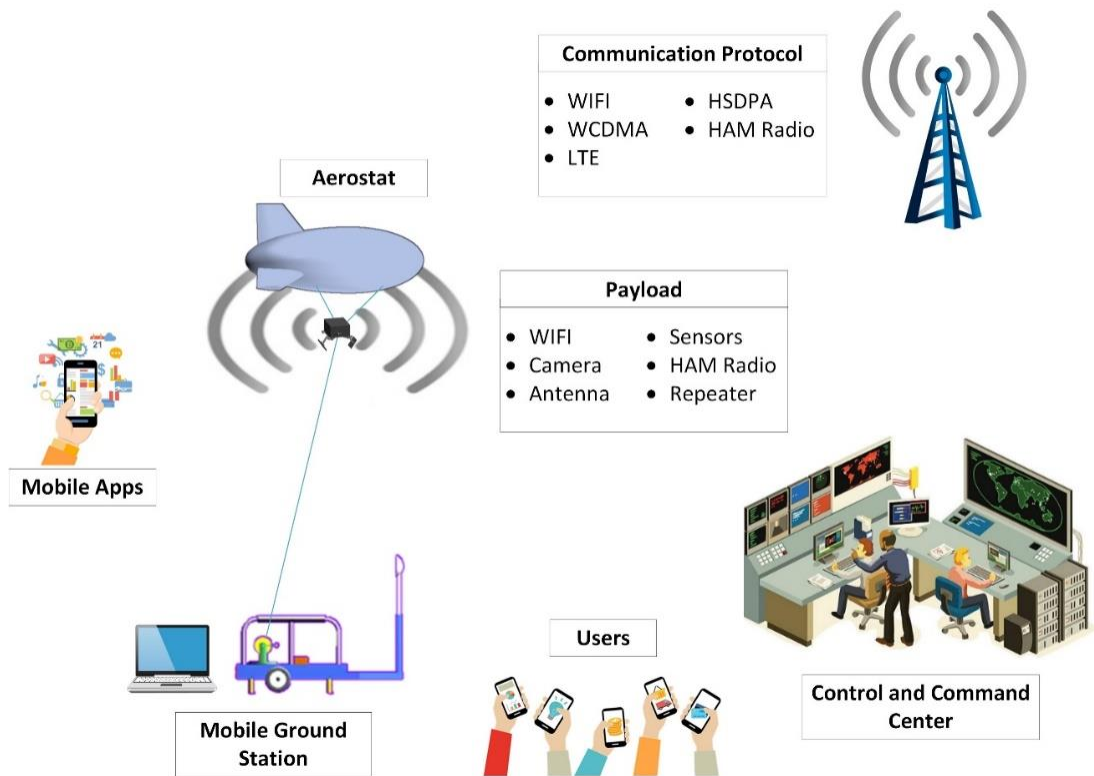 Communication Protocol
• WIFI
• WCDMA
• LTE
• HSDPA
• HAM Radio
Aerostat
Payload
• WIFI
• Camera
• Antenna
• Sensors
• HAM Radio
• Repeater
21
Mobile Apps
Users
Mobile Ground
Station
Control and Command
Center